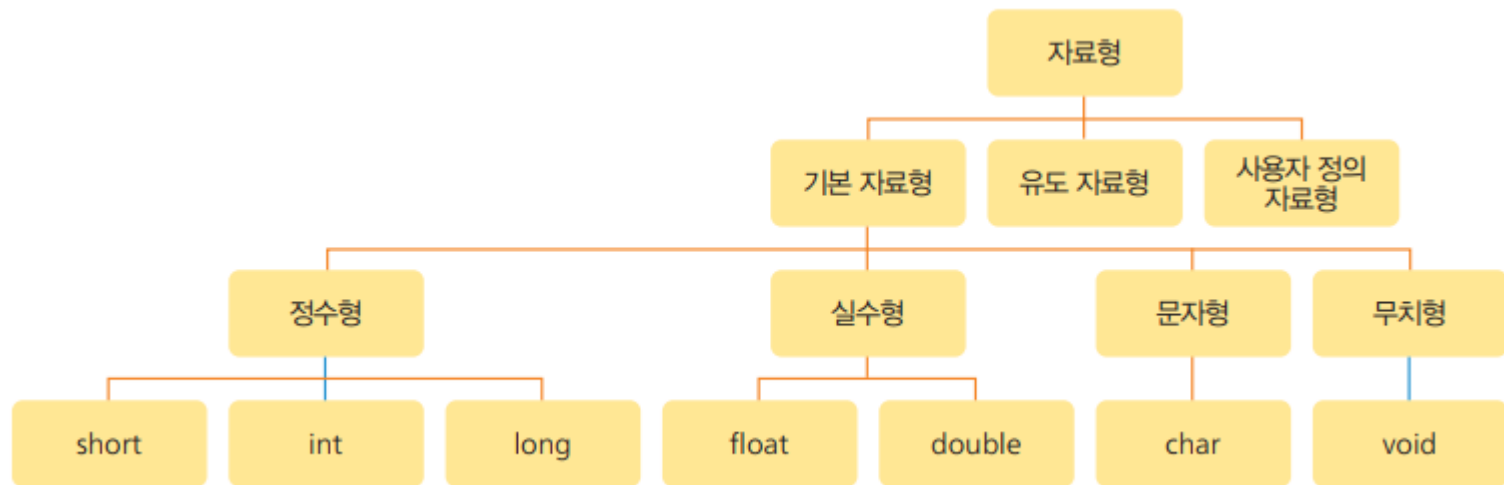 자료형
기본 자료형
유도 자료형
사용자 정의
자료형
정수형
실수형
문자형
무치형
short
int
long
float
double
char
void